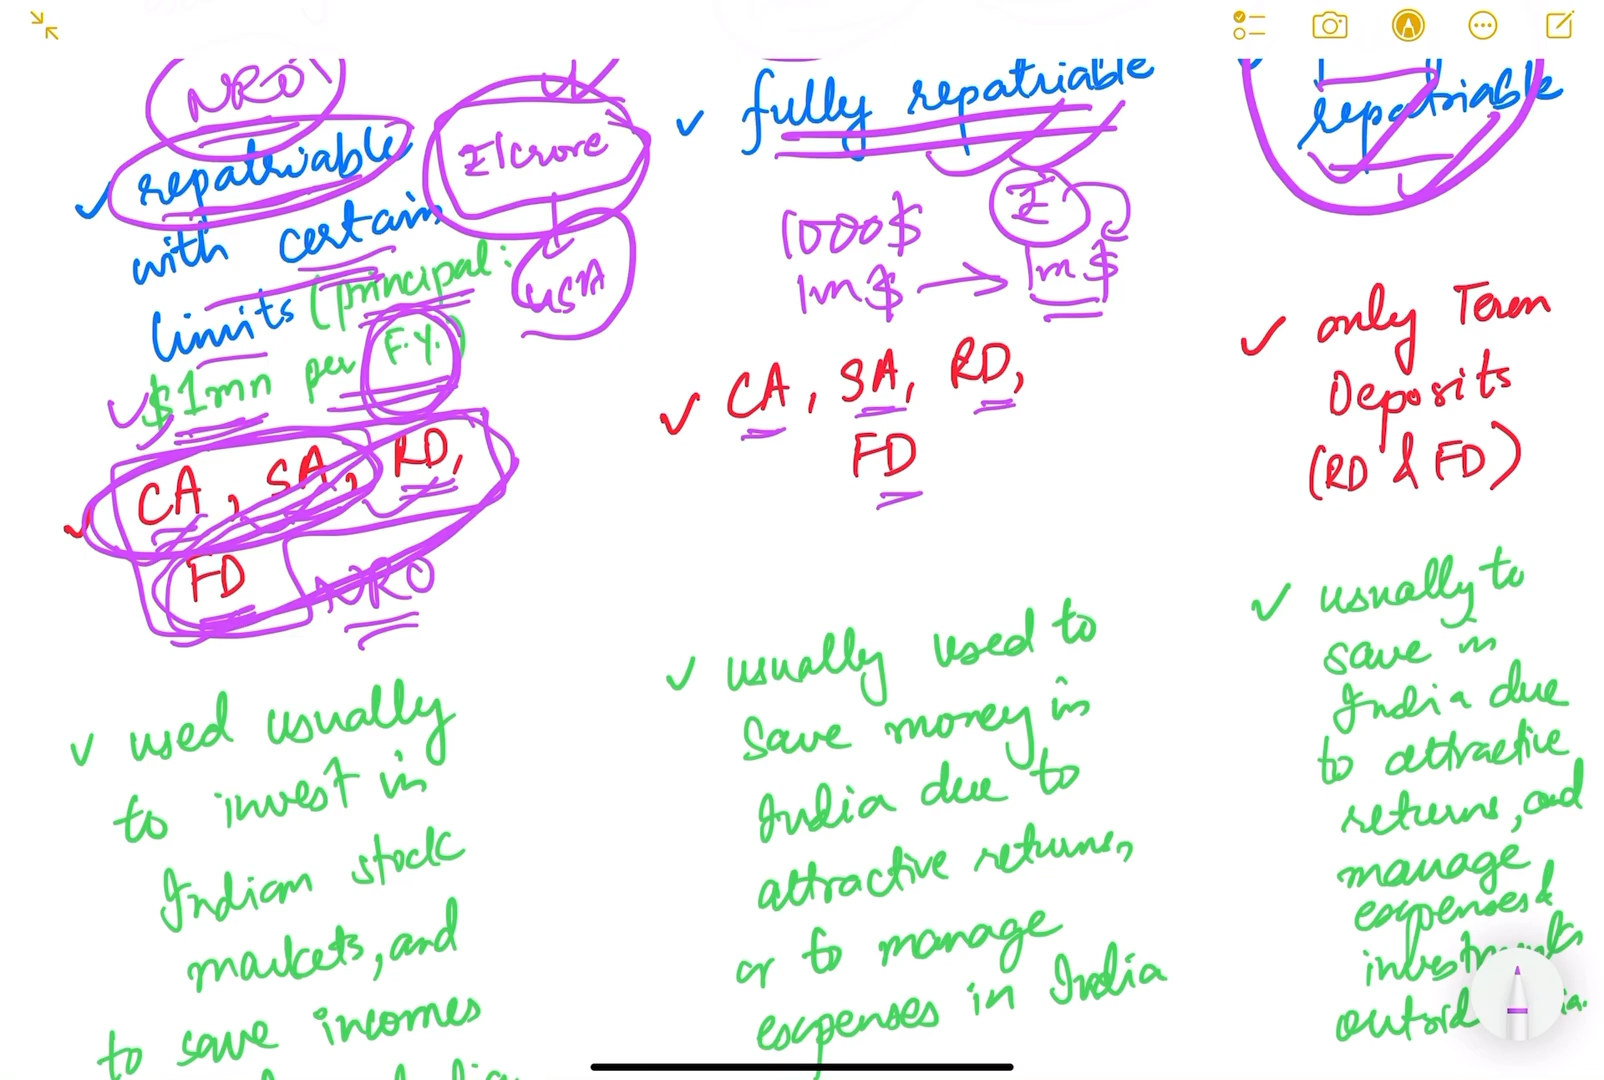 NRO
✓ repatriable
with certain
limits (principal:
$1mn per F.Y.)
₹1crore
USA
CA, SA, RD,
FD
NRO
✓ used usually
to invest in
Indian stock
markets, and
to save incomes
✓ fully repatriable
1000$
1m$ → 1m$
₹
✓ CA, SA, RD,
FD
✓ usually used to
save money in
India due to
attractive returns,
or to manage
expenses in India
repatriable
✓ only Term
Deposits
(RD & FD)
✓ usually to
save in
India due
to attractive
returns, and
manage
expenses &
investments